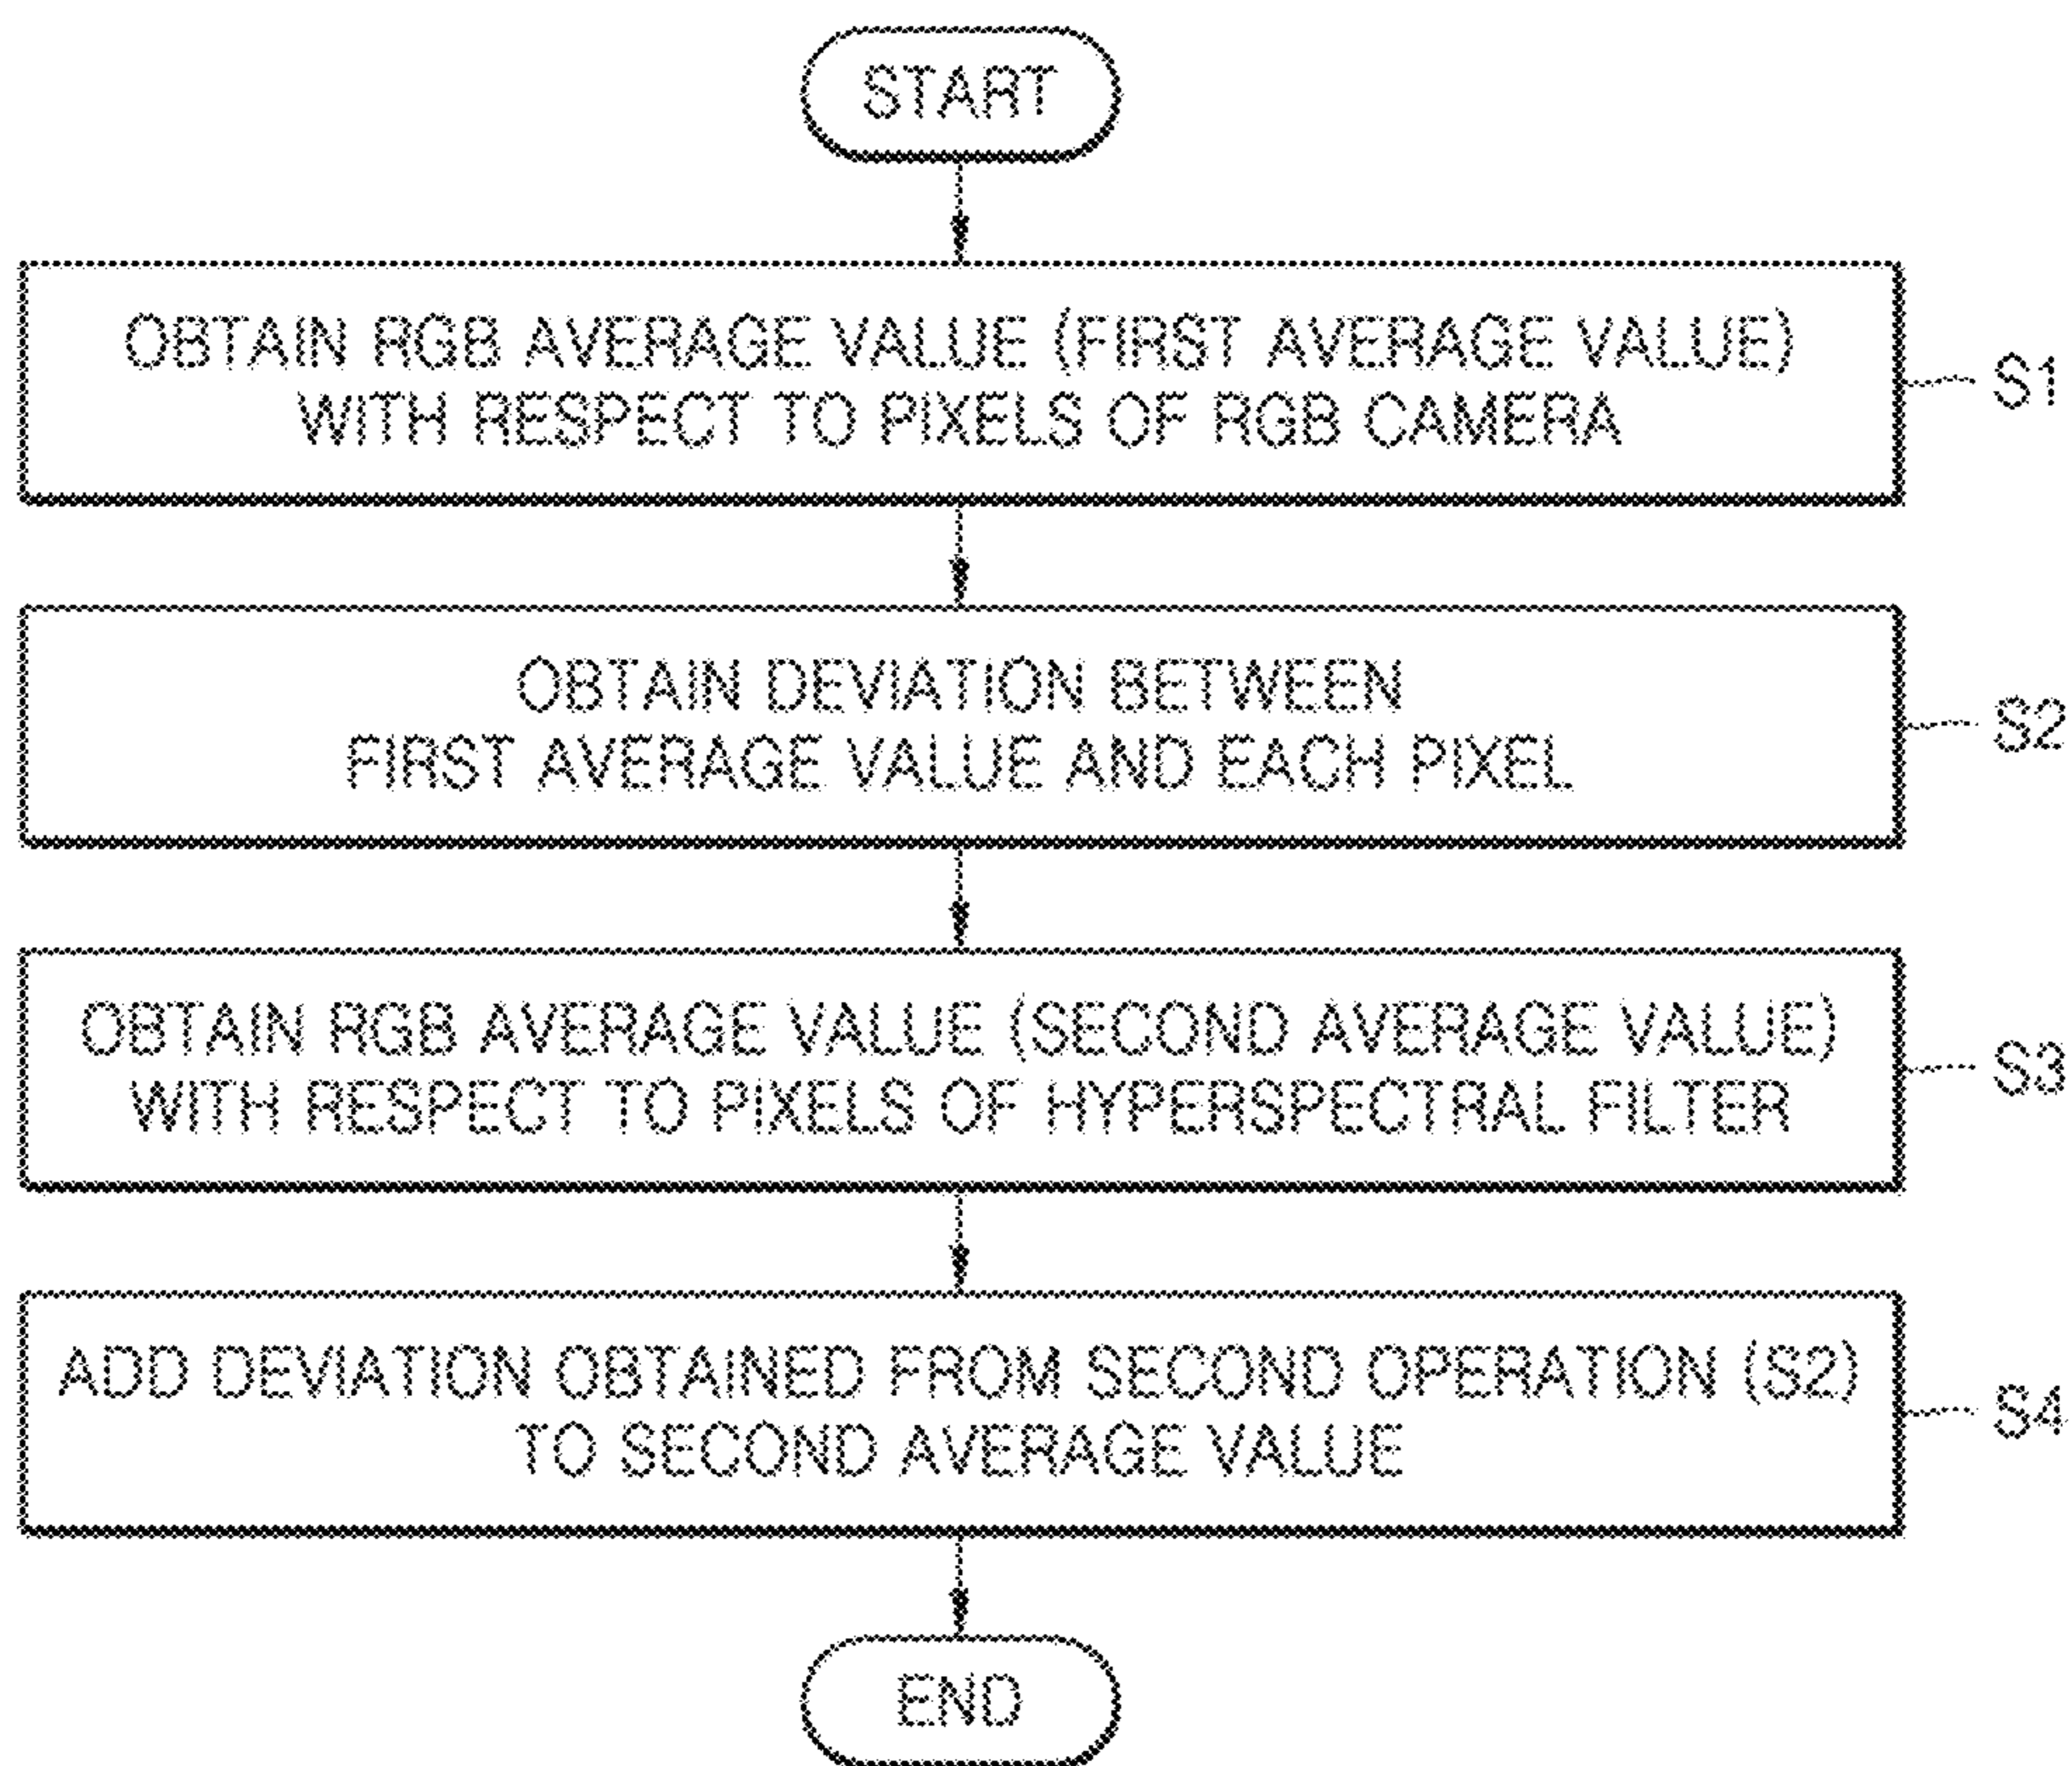 START
OBTAIN RGB AVERAGE VALUE (FIRST AVERAGE VALUE)
WITH RESPECT TO PIXELS OF RGB CAMERA
S1
OBTAIN DEVIATION BETWEEN
FIRST AVERAGE VALUE AND EACH PIXEL
S2
OBTAIN RGB AVERAGE VALUE (SECOND AVERAGE VALUE)
WITH RESPECT TO PIXELS OF HYPERSPECTRAL FILTER
S3
ADD DEVIATION OBTAINED FROM SECOND OPERATION (S2)
TO SECOND AVERAGE VALUE
S4
END